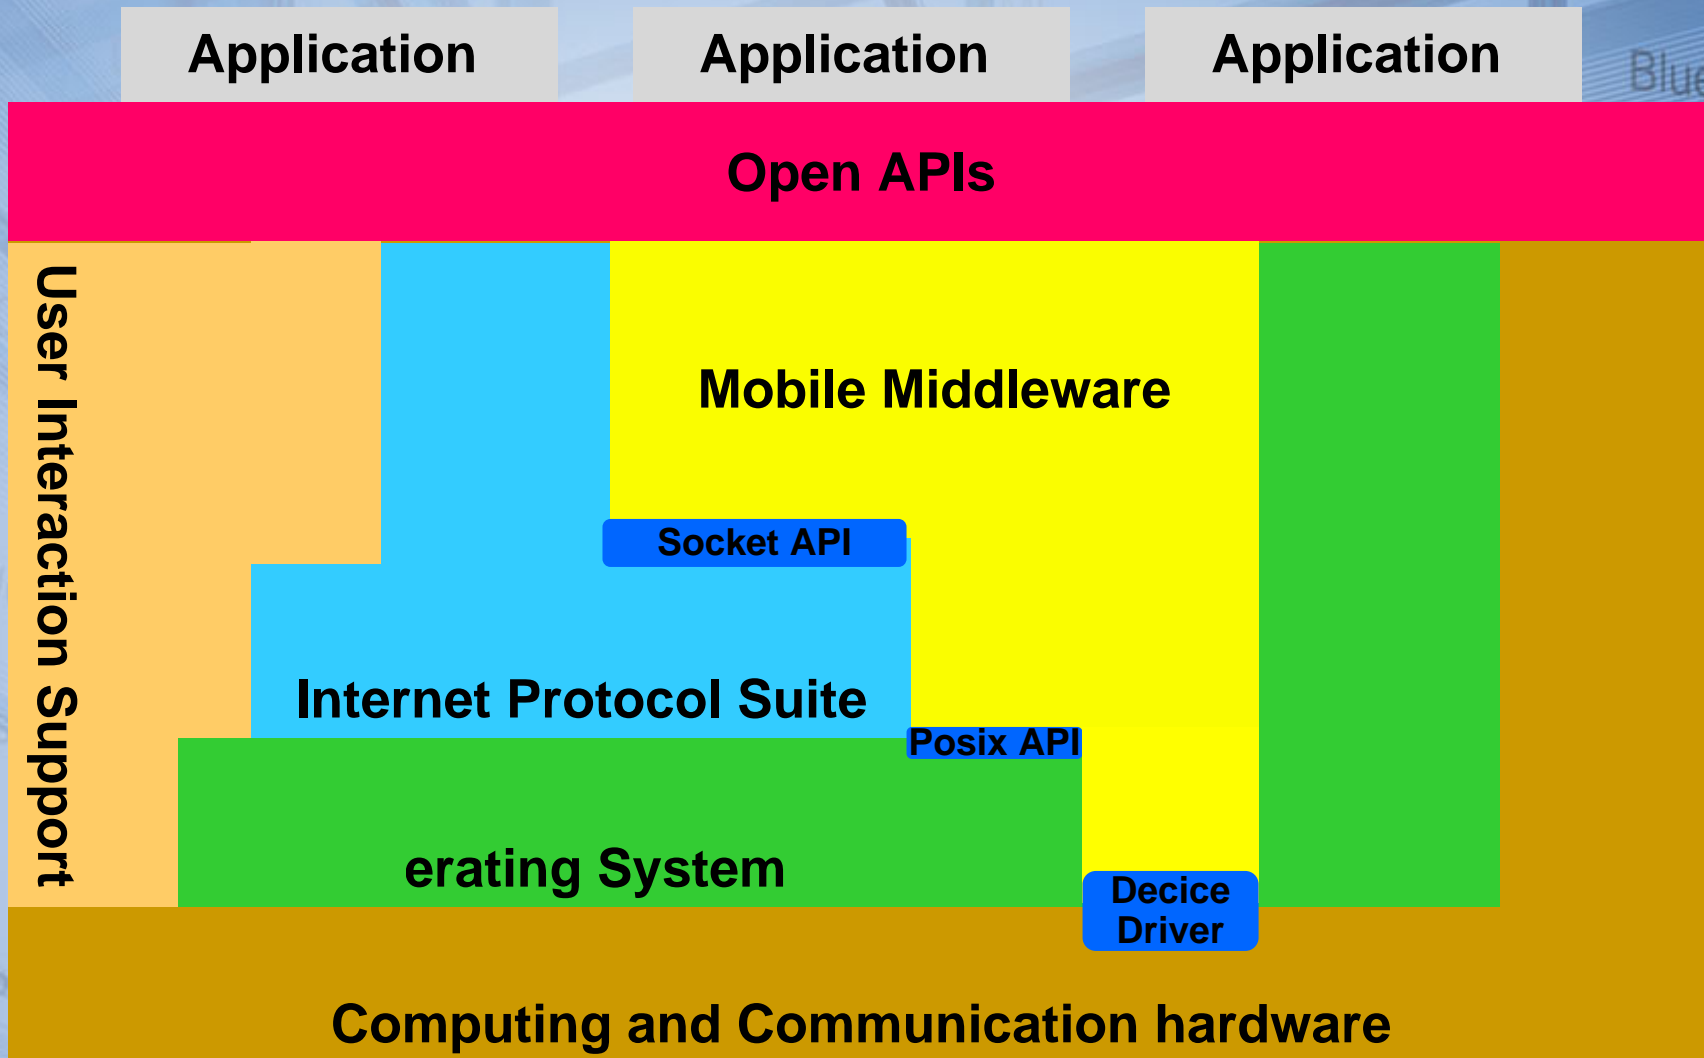 Application
Application
Application
Blue
Open APIs
User Interaction Support
Mobile Middleware
Socket API
Internet Protocol Suite
Posix API
erating System
Decice
Driver
Computing and Communication hardware